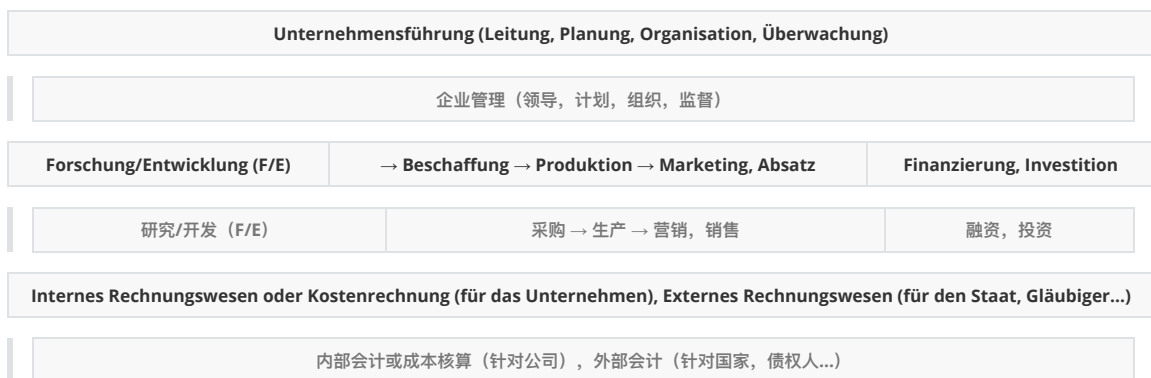 Unternehmensführung (Leitung, Planung, Organisation, Überwachung)
企业管理（领导，计划，组织，监督）
Forschung/Entwicklung (F/E) → Beschaffung → Produktion → Marketing, Absatz Finanzierung, Investition
研究/开发（F/E） 采购 → 生产 → 营销，销售 融资，投资
Internes Rechnungswesen oder Kostenrechnung (für das Unternehmen), Externes Rechnungswesen (für den Staat, Gläubiger...)
内部会计或成本核算（针对公司），外部会计（针对国家，债权人...）